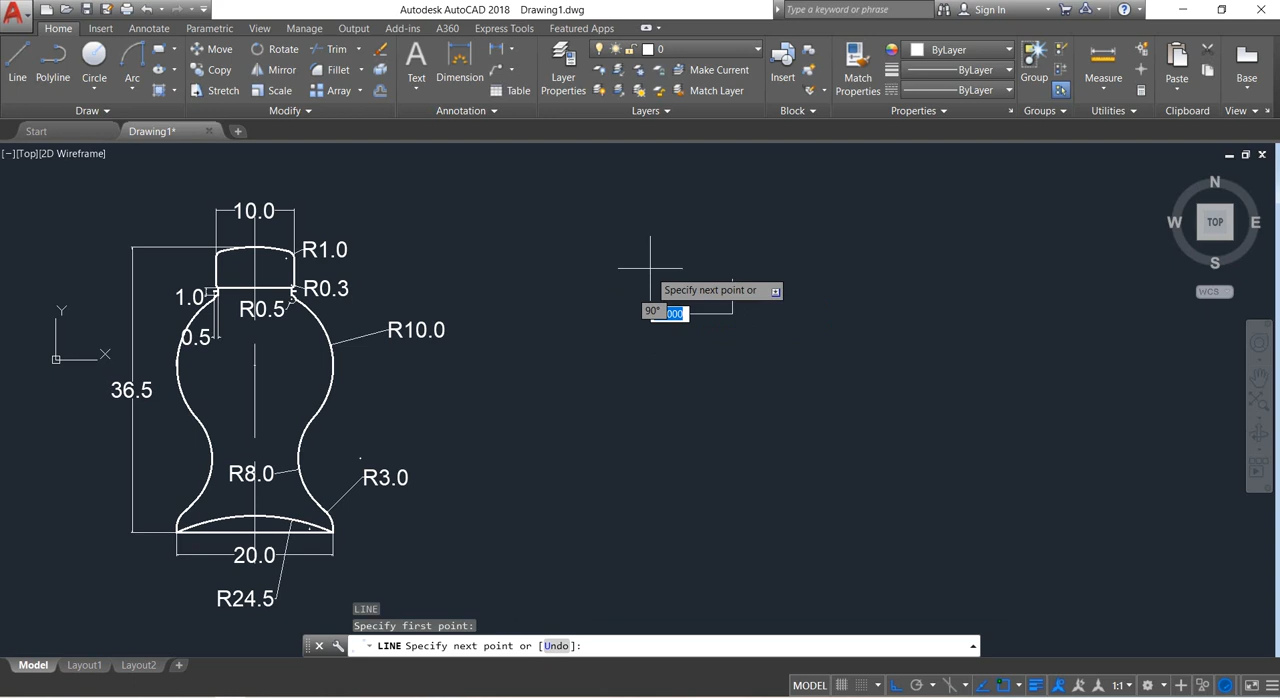 Autodesk AutoCAD 2018 Drawing1.dwg
Type a keyword or phrase
Sign In
Home Insert Annotate Parametric View Manage Output Add-ins A360 Express Tools Featured Apps
Line
Polyline
Circle
Arc
Move
Rotate
Trim
Copy
Mirror
Fillet
Stretch
Scale
Array
Text
Dimension
Table
Layer
Properties
0
Make Current
Match Layer
Insert
Match
Properties
ByLayer
ByLayer
ByLayer
Group
Measure
Paste
Base
Draw
Modify
Annotation
Layers
Block
Properties
Groups
Utilities
Clipboard
View
Start
Drawing1*
[−][Top][2D Wireframe]
N
W
TOP
E
S
WCS
10.0
R1.0
R0.3
1.0
R0.5
0.5
R10.0
36.5
R8.0
R3.0
20.0
R24.5
Y
X
Specify next point or
90°
LINE
Specify first point:
LINE Specify next point or [Undo]:
Model Layout1 Layout2
MODEL
1:1